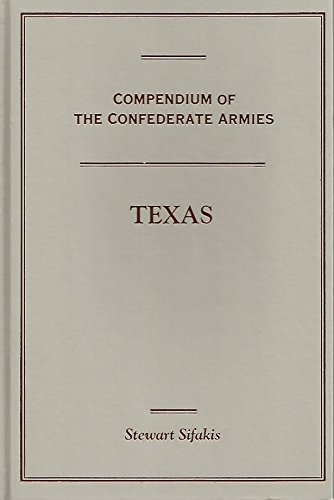 COMPENDIUM OF
THE CONFEDERATE ARMIES
TEXAS
Stewart Sifakis